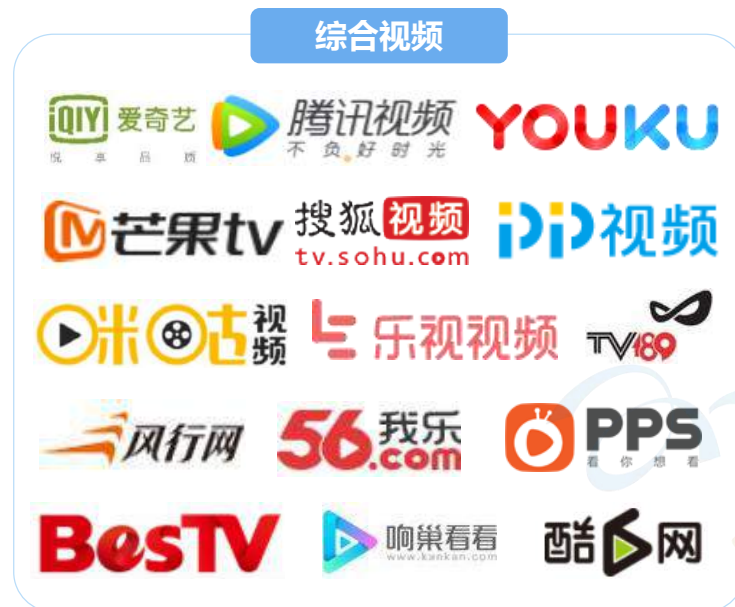 综合视频
iQIYI 爱奇艺
悦享品质
腾讯视频
不负好时光
YOUKU
芒果tv
搜狐视频
tv.sohu.com
PP视频
咪咕视频
乐视视频
TV189
风行网
56.com 我乐
PPS
看你想看
BesTV
响巢看看
www.kankan.com
酷6网